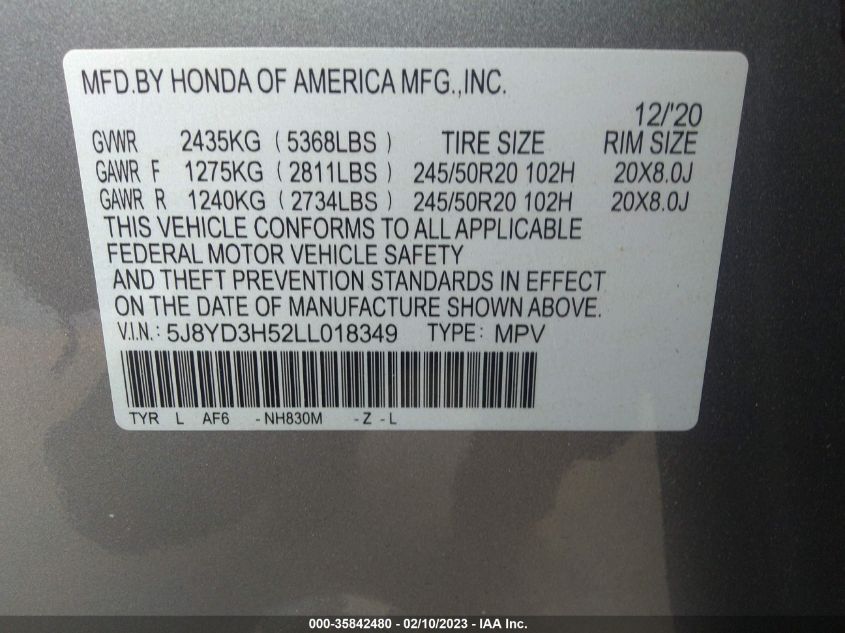 MFD.BY HONDA OF AMERICA MFG.,INC.
12/'20
GVWR 2435KG ( 5368LBS ) TIRE SIZE RIM SIZE
GAWR F 1275KG ( 2811LBS ) 245/50R20 102H 20X8.0J
GAWR R 1240KG ( 2734LBS ) 245/50R20 102H 20X8.0J
THIS VEHICLE CONFORMS TO ALL APPLICABLE
FEDERAL MOTOR VEHICLE SAFETY
AND THEFT PREVENTION STANDARDS IN EFFECT
ON THE DATE OF MANUFACTURE SHOWN ABOVE.
V.I.N.: 5J8YD3H52LL018349 TYPE: MPV
TYR L AF6 -NH830M -Z -L
000-35842480 - 02/10/2023 - IAA Inc.